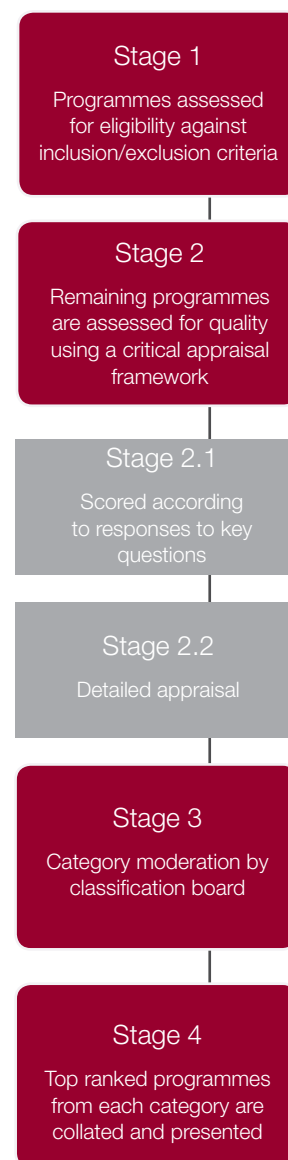 Stage 1
Programmes assessed
for eligibility against
inclusion/exclusion criteria
Stage 2
Remaining programmes
are assessed for quality
using a critical appraisal
framework
Stage 2.1
Scored according
to responses to key
questions
Stage 2.2
Detailed appraisal
Stage 3
Category moderation by
classification board
Stage 4
Top ranked programmes
from each category are
collated and presented